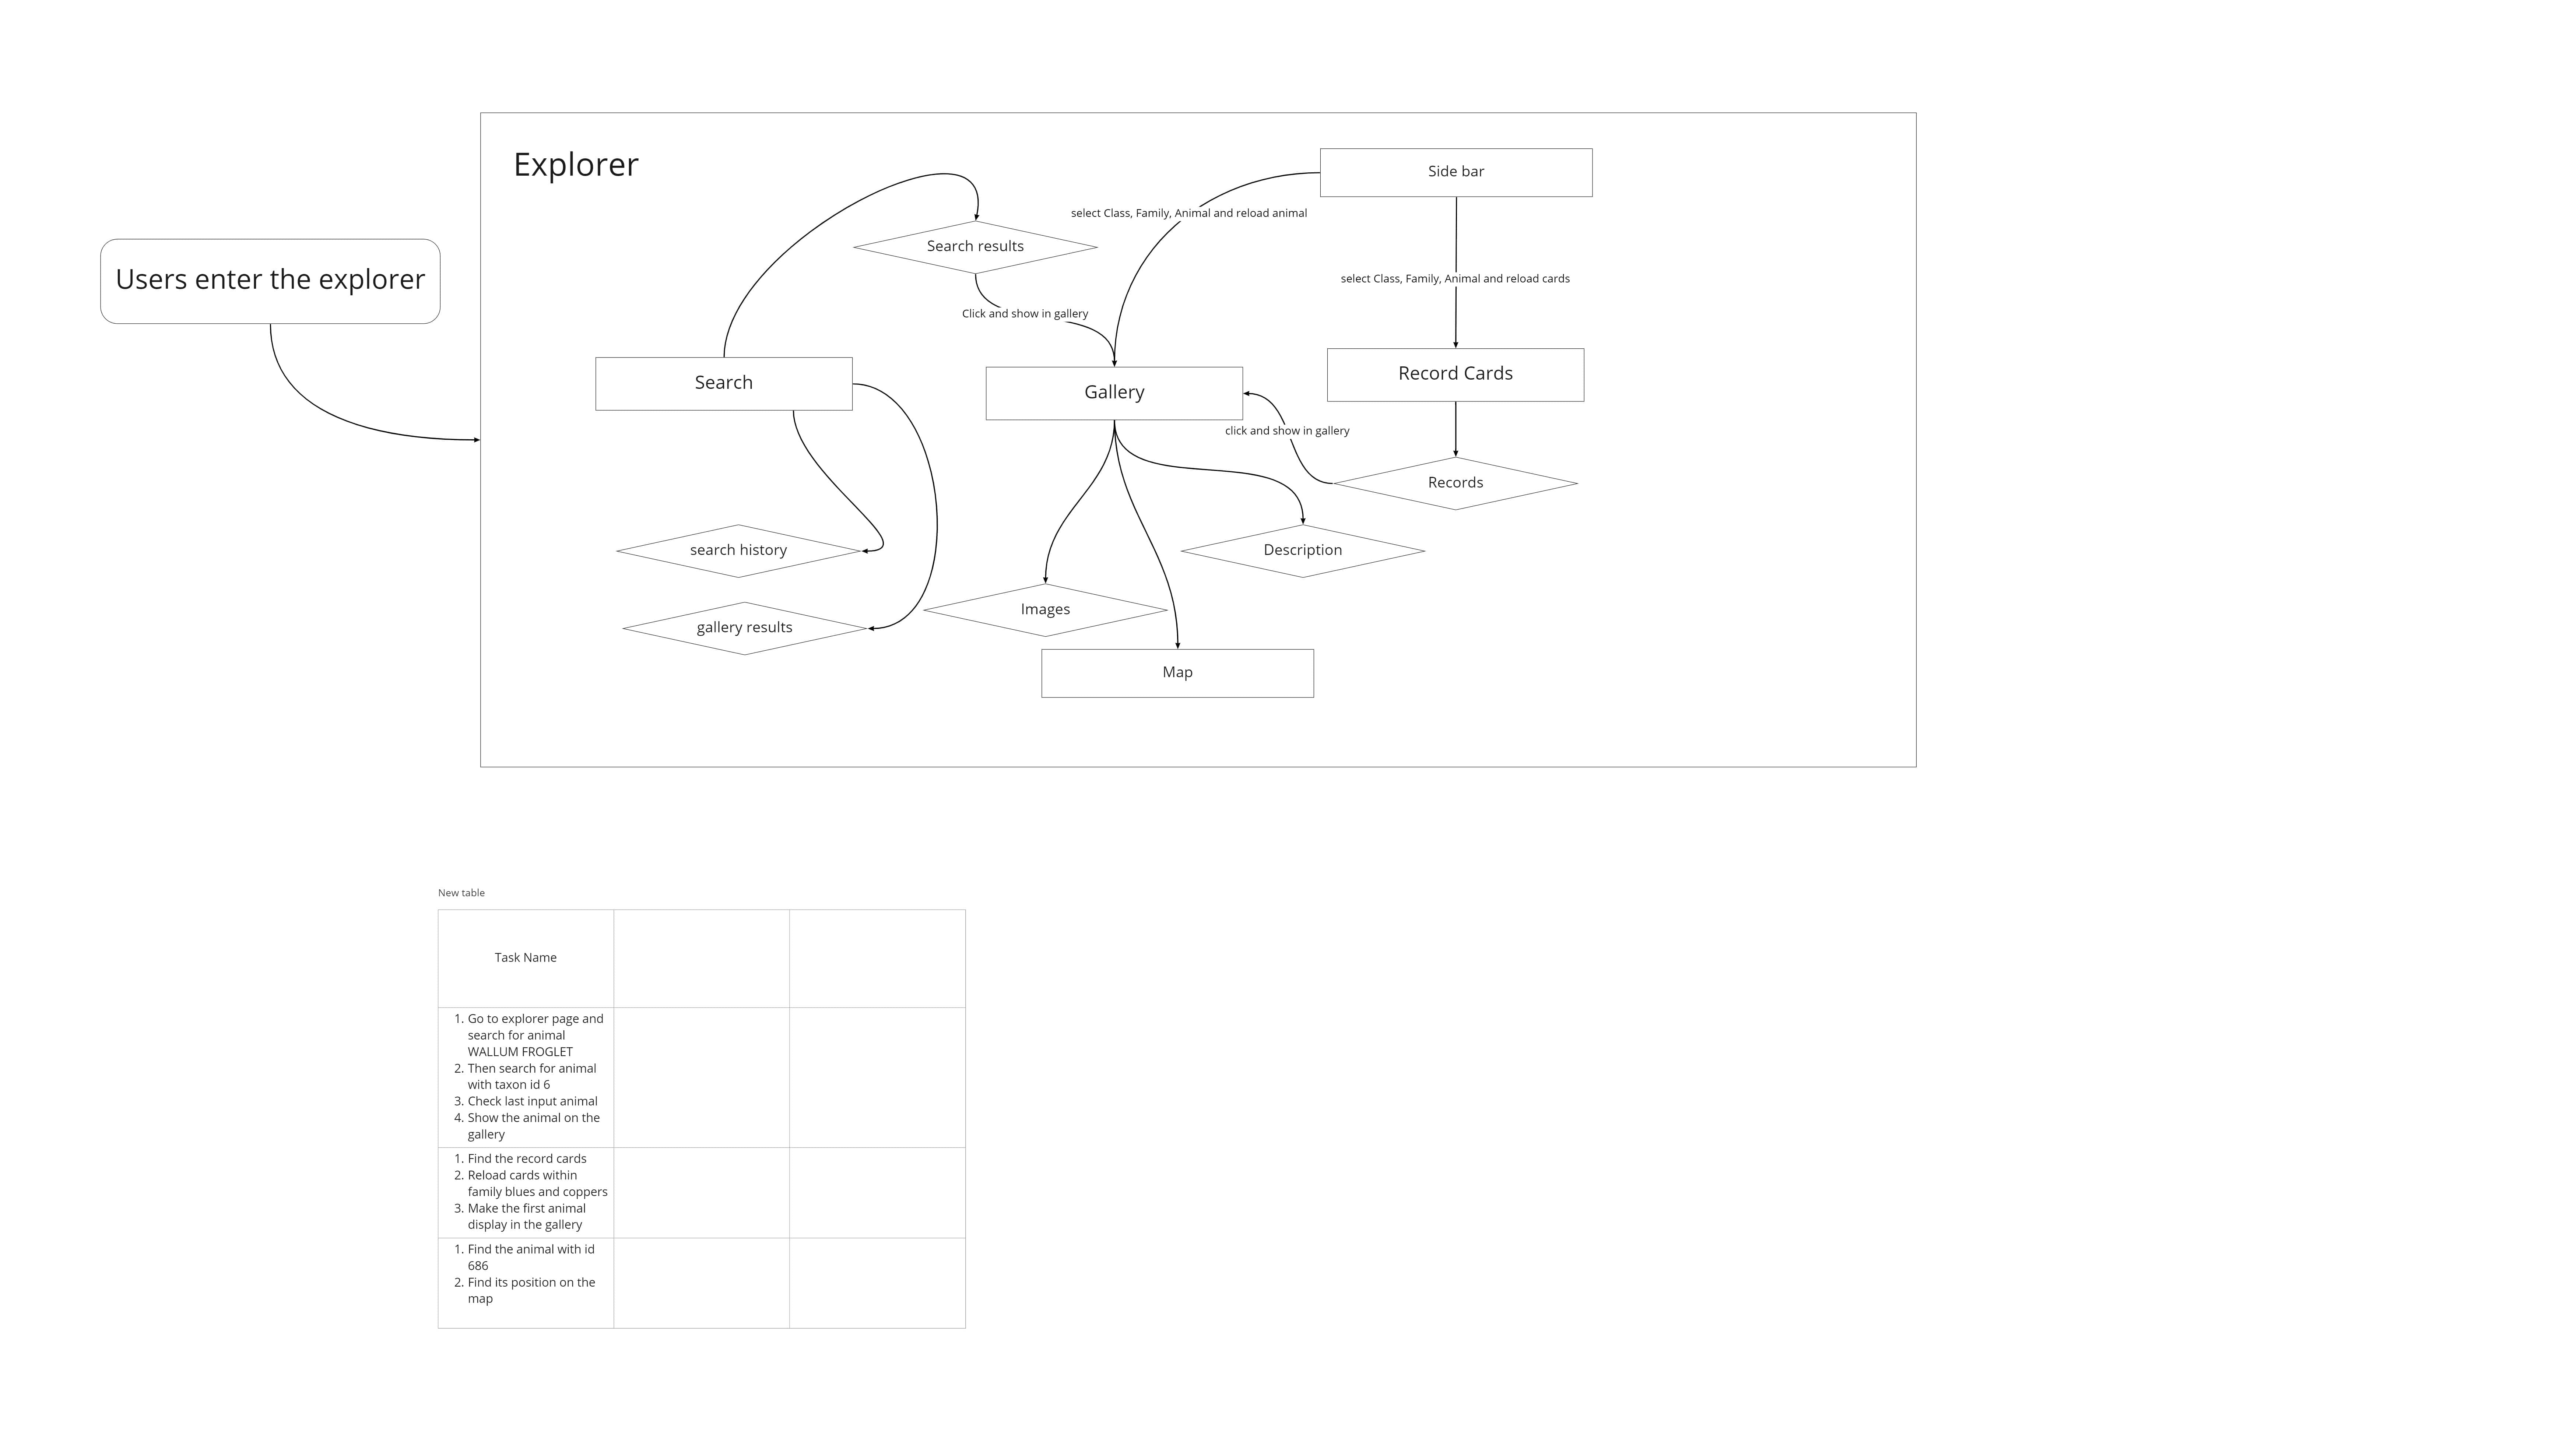 Explorer
Side bar
select Class, Family, Animal and reload animal
Search results
Users enter the explorer
select Class, Family, Animal and reload cards
Click and show in gallery
Search
Gallery
Record Cards
click and show in gallery
Records
search history
Description
Images
gallery results
Map
New table
Task Name
1. Go to explorer page and
search for animal
WALLUM FROGLET
2. Then search for animal
with taxon id 6
3. Check last input animal
4. Show the animal on the
gallery
1. Find the record cards
2. Reload cards within
family blues and coppers
3. Make the first animal
display in the gallery
1. Find the animal with id
686
2. Find its position on the
map